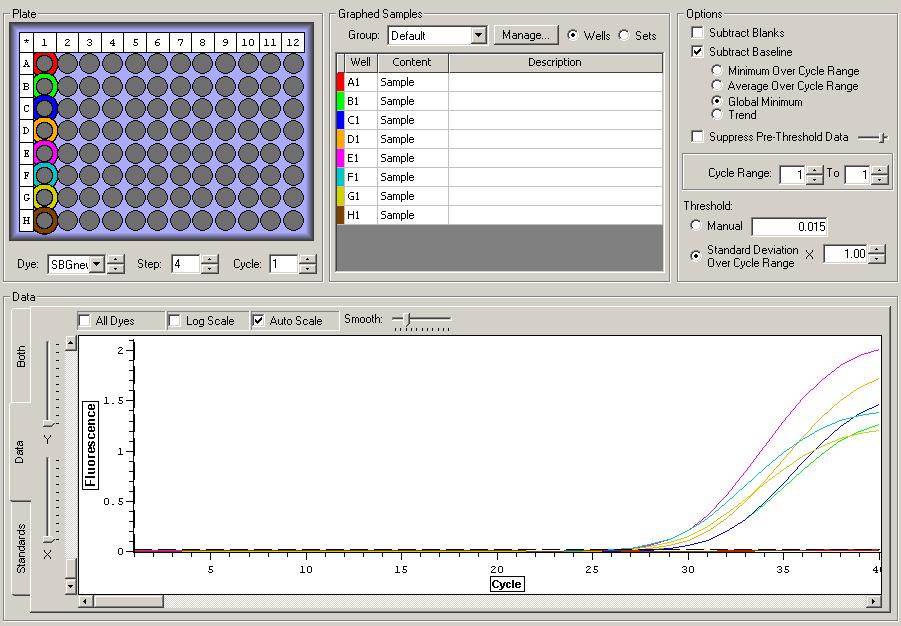 Plate
* 1 2 3 4 5 6 7 8 9 10 11 12
A
B
C
D
E
F
G
H
Dye: SBGnew Step: 4 Cycle: 1
Graphed Samples
Group: Default Manage... Wells Sets
Well Content Description
A1 Sample
B1 Sample
C1 Sample
D1 Sample
E1 Sample
F1 Sample
G1 Sample
H1 Sample
Options
Subtract Blanks
Subtract Baseline
Minimum Over Cycle Range
Average Over Cycle Range
Global Minimum
Trend
Suppress Pre-Threshold Data
Cycle Range: 1 To 1
Threshold:
Manual 0.015
Standard Deviation
Over Cycle Range X 1.00
Data
All Dyes Log Scale Auto Scale Smooth:
Both
Data
Standards
Y
X
Fluorescence
2
1.5
1
0.5
0
5 10 15 20 25 30 35 40
Cycle